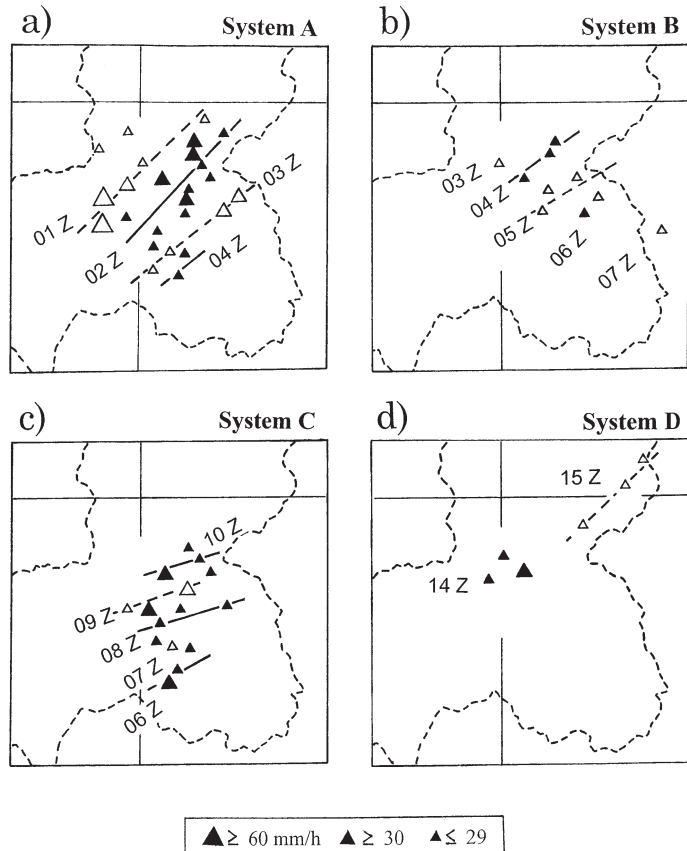 a) System A
01 Z
02 Z
03 Z
04 Z
b) System B
03 Z
04 Z
05 Z
06 Z
07 Z
c) System C
10 Z
09 Z
08 Z
07 Z
06 Z
d) System D
15 Z
14 Z
≥ 60 mm/h ≥ 30 ≤ 29